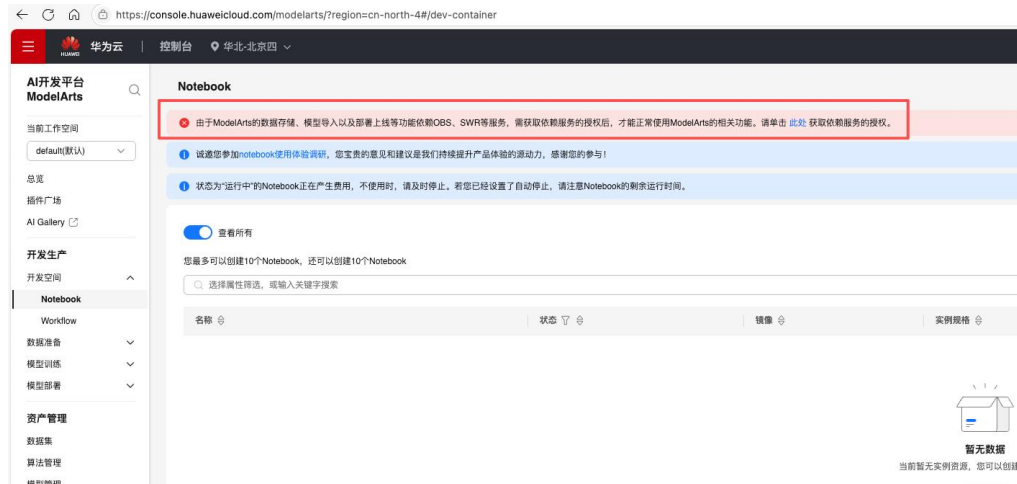 https://console.huaweicloud.com/modelarts/?region=cn-north-4#/dev-container
HUAWEI
华为云 | 控制台 华北-北京四
AI开发平台
ModelArts
当前工作空间
default(默认)
总览
插件广场
AI Gallery
开发生产
开发空间
Notebook
Workflow
数据准备
模型训练
模型部署
资产管理
数据集
算法管理
模型管理
Notebook
由于ModelArts的数据存储、模型导入以及部署上线等功能依赖OBS、SWR等服务，需获取依赖服务的授权后，才能正常使用ModelArts的相关功能。请单击 此处 获取依赖服务的授权。
诚邀您参加notebook使用体验调研，您宝贵的意见和建议是我们持续提升产品体验的源动力，感谢您的参与！
状态为“运行中”的Notebook正在产生费用，不使用时，请及时停止。若您已经设置了自动停止，请注意Notebook的剩余运行时间。
查看所有
您最多可以创建10个Notebook，还可以创建10个Notebook
选择属性筛选，或输入关键字搜索
名称 状态 镜像 实例规格
暂无数据
当前暂无实例资源，您可以创建